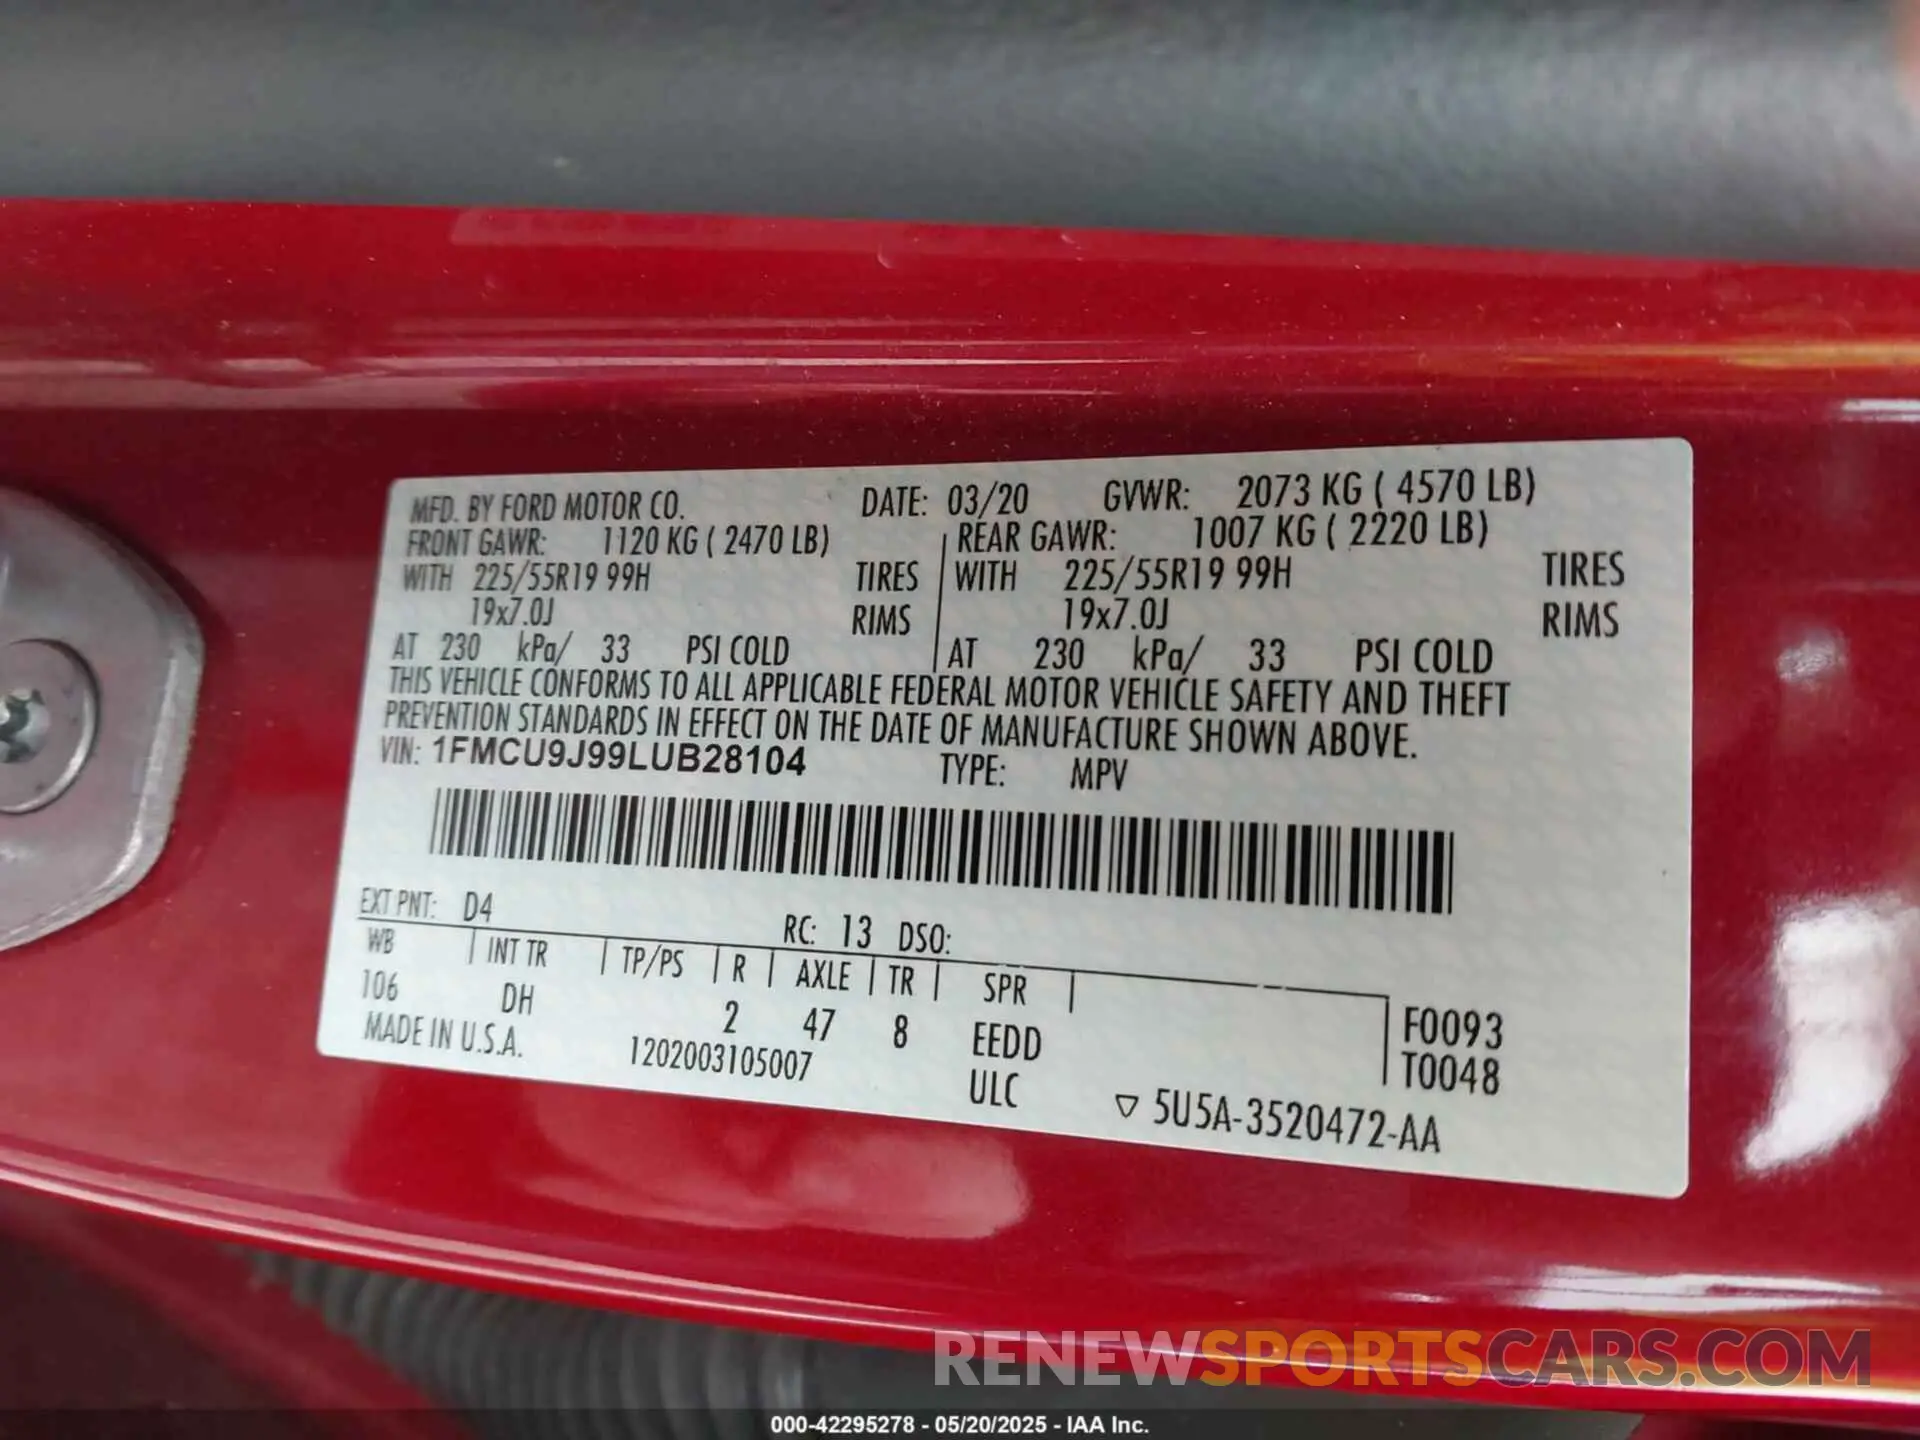 MFD. BY FORD MOTOR CO. DATE: 03/20 GVWR: 2073 KG ( 4570 LB)
FRONT GAWR: 1120 KG ( 2470 LB) REAR GAWR: 1007 KG ( 2220 LB)
WITH 225/55R19 99H TIRES WITH 225/55R19 99H TIRES
19x7.0J RIMS 19x7.0J RIMS
AT 230 kPa/ 33 PSI COLD AT 230 kPa/ 33 PSI COLD
THIS VEHICLE CONFORMS TO ALL APPLICABLE FEDERAL MOTOR VEHICLE SAFETY AND THEFT
PREVENTION STANDARDS IN EFFECT ON THE DATE OF MANUFACTURE SHOWN ABOVE.
VIN: 1FMCU9J99LUB28104 TYPE: MPV
EXT PNT: D4 RC: 13 DSO:
WB INT TR TP/PS R AXLE TR SPR
106 DH 2 47 8 EEDD F0093
MADE IN U.S.A. 1202003105007 ULC T0048
▽ 5U5A-3520472-AA
RENEWSPORTSCARS.COM
000-42295278 - 05/20/2025 - IAA Inc.